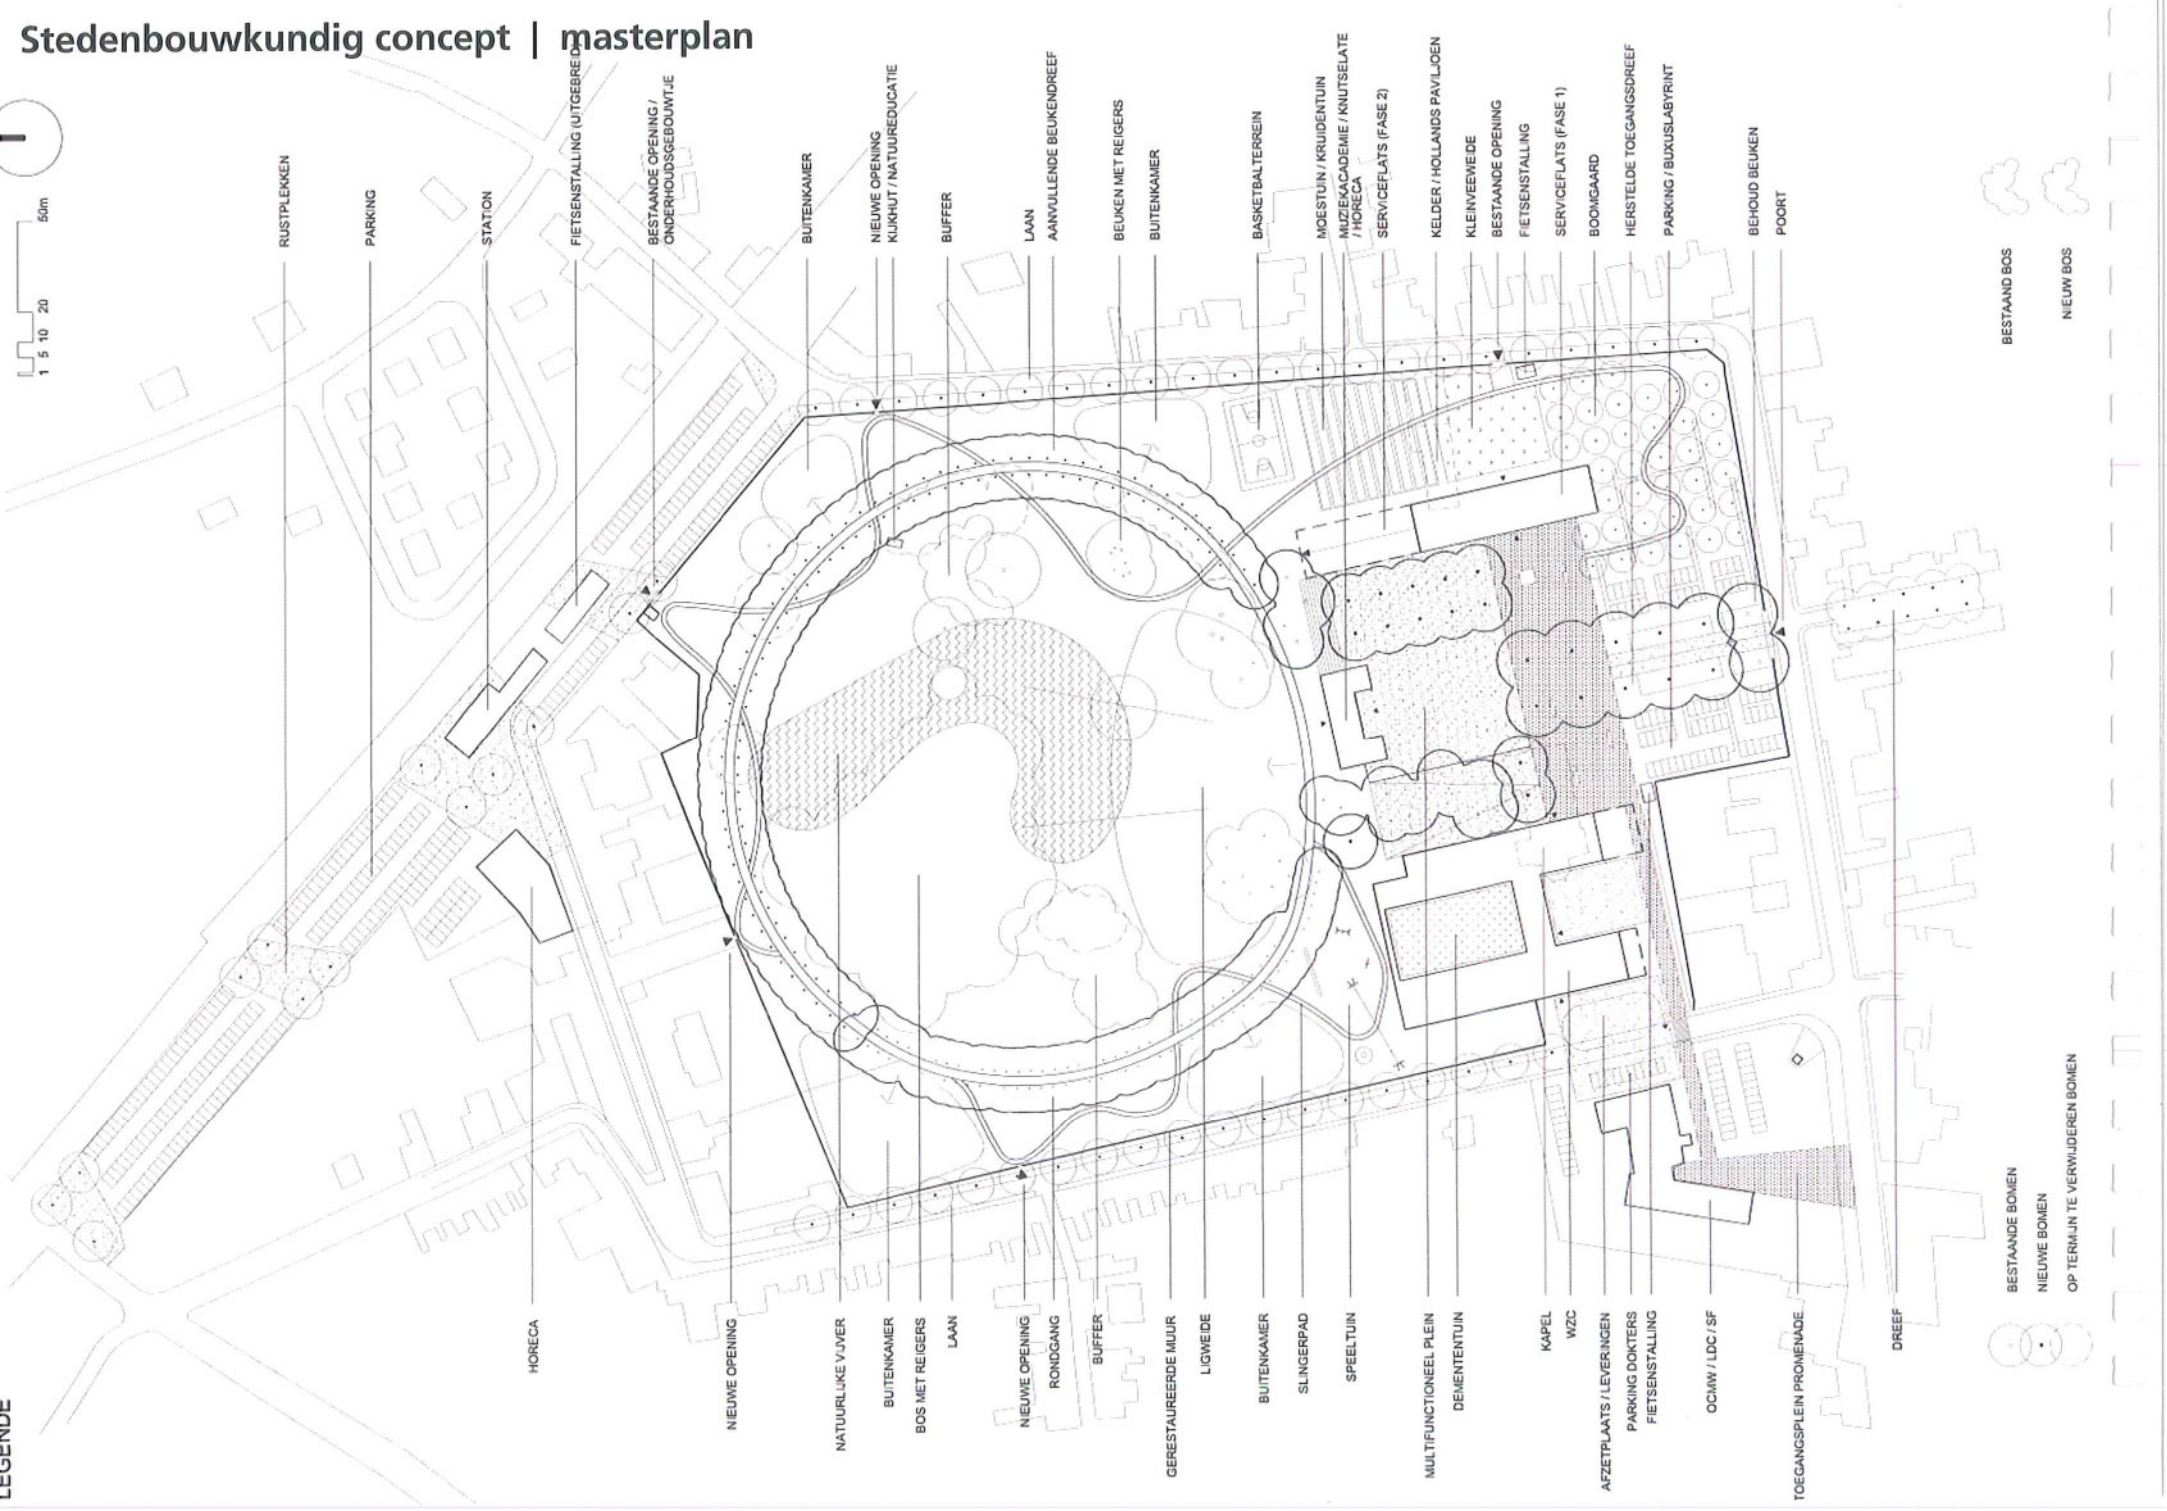 Stedenbouwkundig concept | masterplan
LEGENDE
1 5 10 20 50m
RUSTPLEKKEN
PARKING
STATION
FIETSENSTALLING (UITGEBREID)
BESTAANDE OPENING /
ONDERHOUDSGEBOUWTJE
BUITENKAMER
NIEUWE OPENING
KIJKHUT / NATUUREDUCATIE
BUFFER
LAAN
AANVULLENDE BEUKENDREEF
BEUKEN MET REIGERS
BUITENKAMER
BASKETBALTERREIN
MOESTUIN / KRUIDENTUIN
MUZIEKACADEMIE / KNUTSELATE
/ HORECA
SERVICEFLATS (FASE 2)
KELDER / HOLLANDS PAVILJOEN
KLEINVEEWEIDE
BESTAANDE OPENING
FIETSENSTALLING
SERVICEFLATS (FASE 1)
BOOMGAARD
HERSTELDE TOEGANGSDREEF
PARKING / BUXUSLABYRINT
BEHOUD BEUKEN
POORT
BESTAAND BOS
NIEUW BOS
HORECA
NIEUWE OPENING
NATUURLIJKE VIJVER
BUITENKAMER
BOS MET REIGERS
LAAN
NIEUWE OPENING
RONDGANG
BUFFER
GERESTAUREERDE MUUR
LIGWEIDE
BUITENKAMER
SLINGERPAD
SPEELTUIN
MULTIFUNCTIONEEL PLEIN
DEMENTENTUIN
KAPEL
WZC
AFZETPLAATS / LEVERINGEN
PARKING DOKTERS
FIETSENSTALLING
OCMW / LDC / SF
TOEGANGSPLEIN PROMENADE
DREEF
BESTAANDE BOMEN
NIEUWE BOMEN
OP TERMIJN TE VERWIJDEREN BOMEN